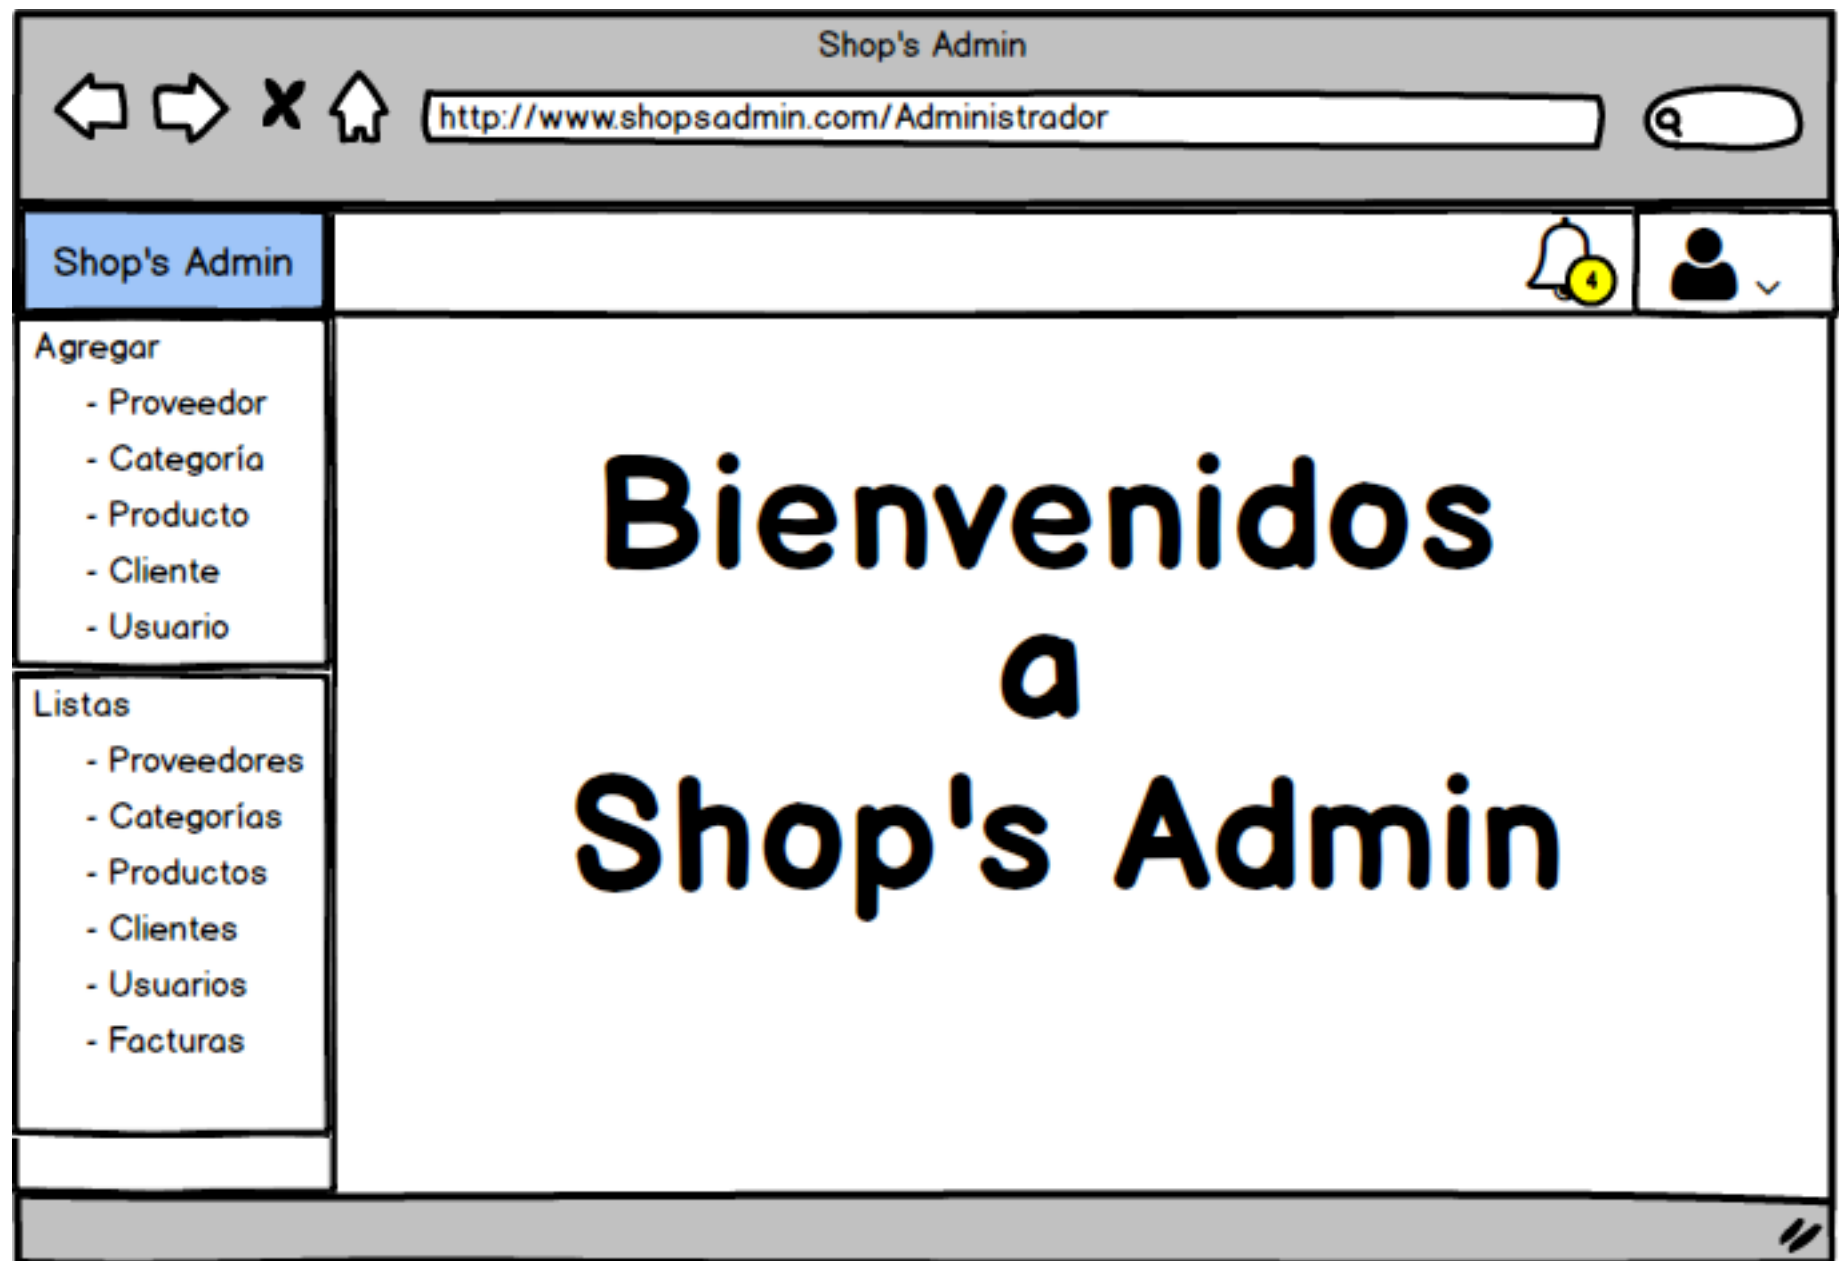 Shop's Admin
http://www.shopsadmin.com/Administrador
Shop's Admin
4
Agregar
- Proveedor
- Categoría
- Producto
- Cliente
- Usuario
Listas
- Proveedores
- Categorías
- Productos
- Clientes
- Usuarios
- Facturas
Bienvenidos
a
Shop's Admin